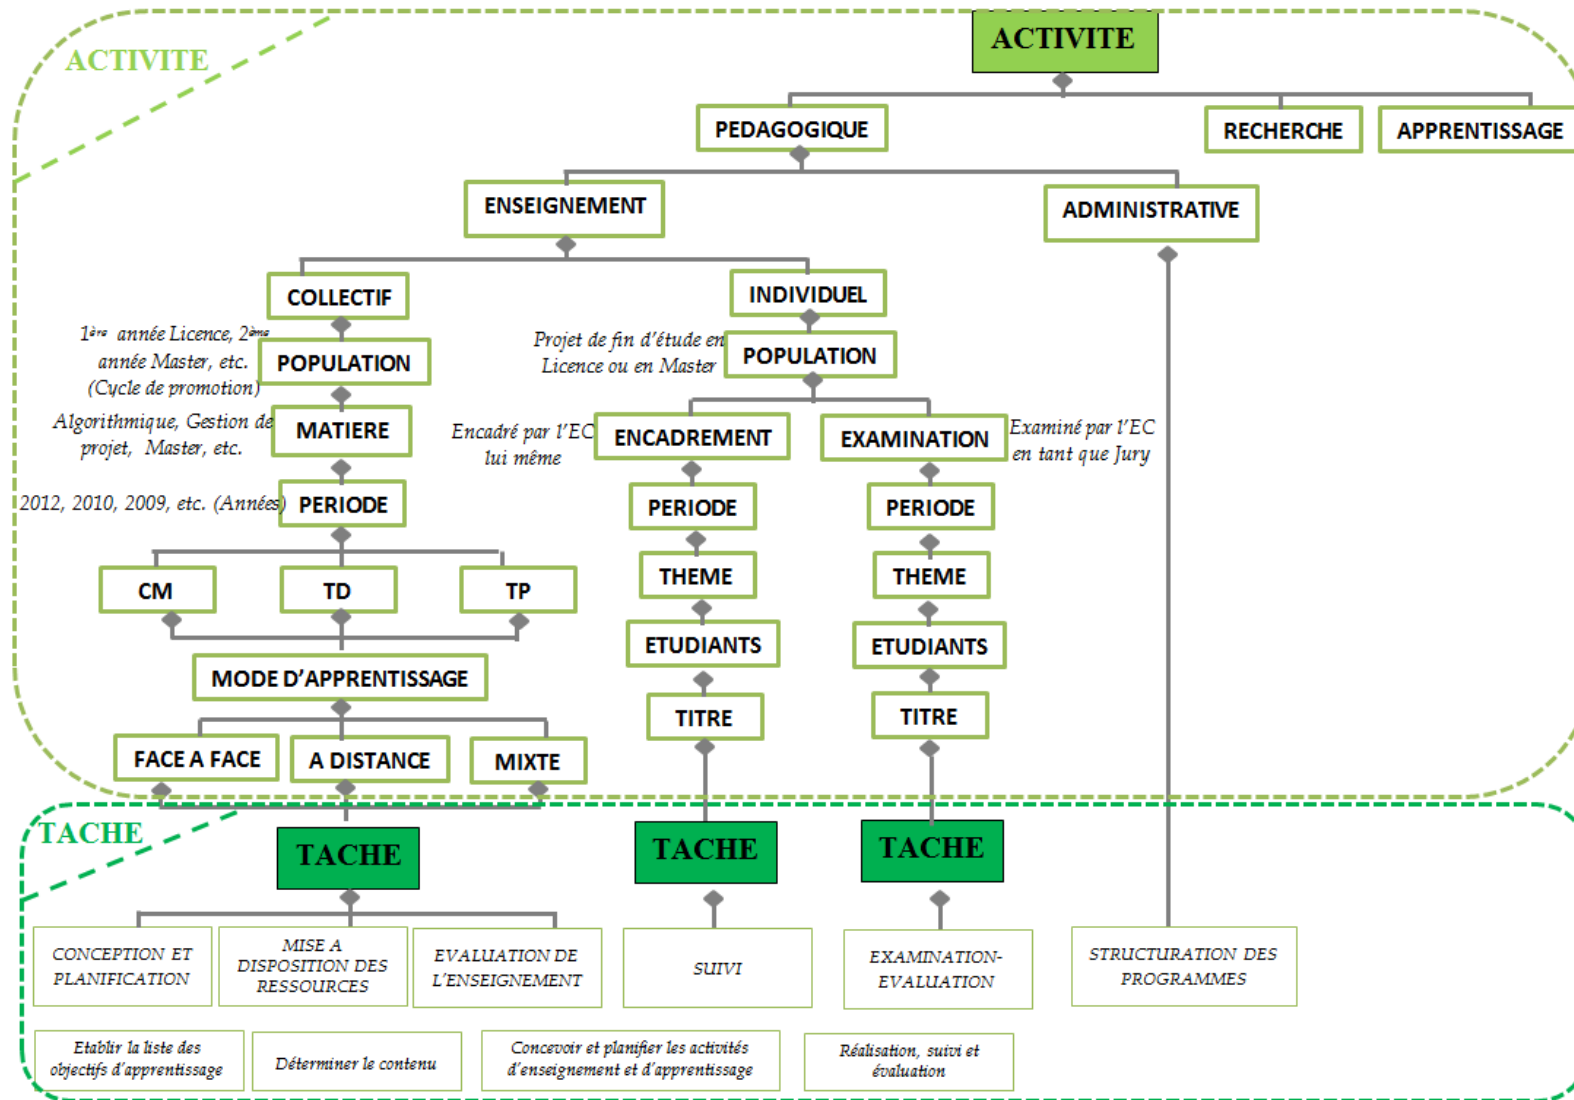 ACTIVITE
ACTIVITE
PEDAGOGIQUE
RECHERCHE
APPRENTISSAGE
ENSEIGNEMENT
ADMINISTRATIVE
COLLECTIF
INDIVIDUEL
1ère année Licence, 2ème
année Master, etc.
(Cycle de promotion)
POPULATION
Projet de fin d'étude en
Licence ou en Master
POPULATION
Algorithmique, Gestion de
projet, Master, etc.
MATIERE
Encadré par l'EC
lui même
ENCADREMENT
EXAMINATION
Examiné par l'EC
en tant que Jury
2012, 2010, 2009, etc. (Années)
PERIODE
PERIODE
PERIODE
CM
TD
TP
THEME
THEME
ETUDIANTS
ETUDIANTS
MODE D'APPRENTISSAGE
TITRE
TITRE
FACE A FACE
A DISTANCE
MIXTE
TACHE
TACHE
TACHE
TACHE
CONCEPTION ET
PLANIFICATION
MISE A
DISPOSITION DES
RESSOURCES
EVALUATION DE
L'ENSEIGNEMENT
SUIVI
EXAMINATION-
EVALUATION
STRUCTURATION DES
PROGRAMMES
Etablir la liste des
objectifs d'apprentissage
Déterminer le contenu
Concevoir et planifier les activités
d'enseignement et d'apprentissage
Réalisation, suivi et
évaluation